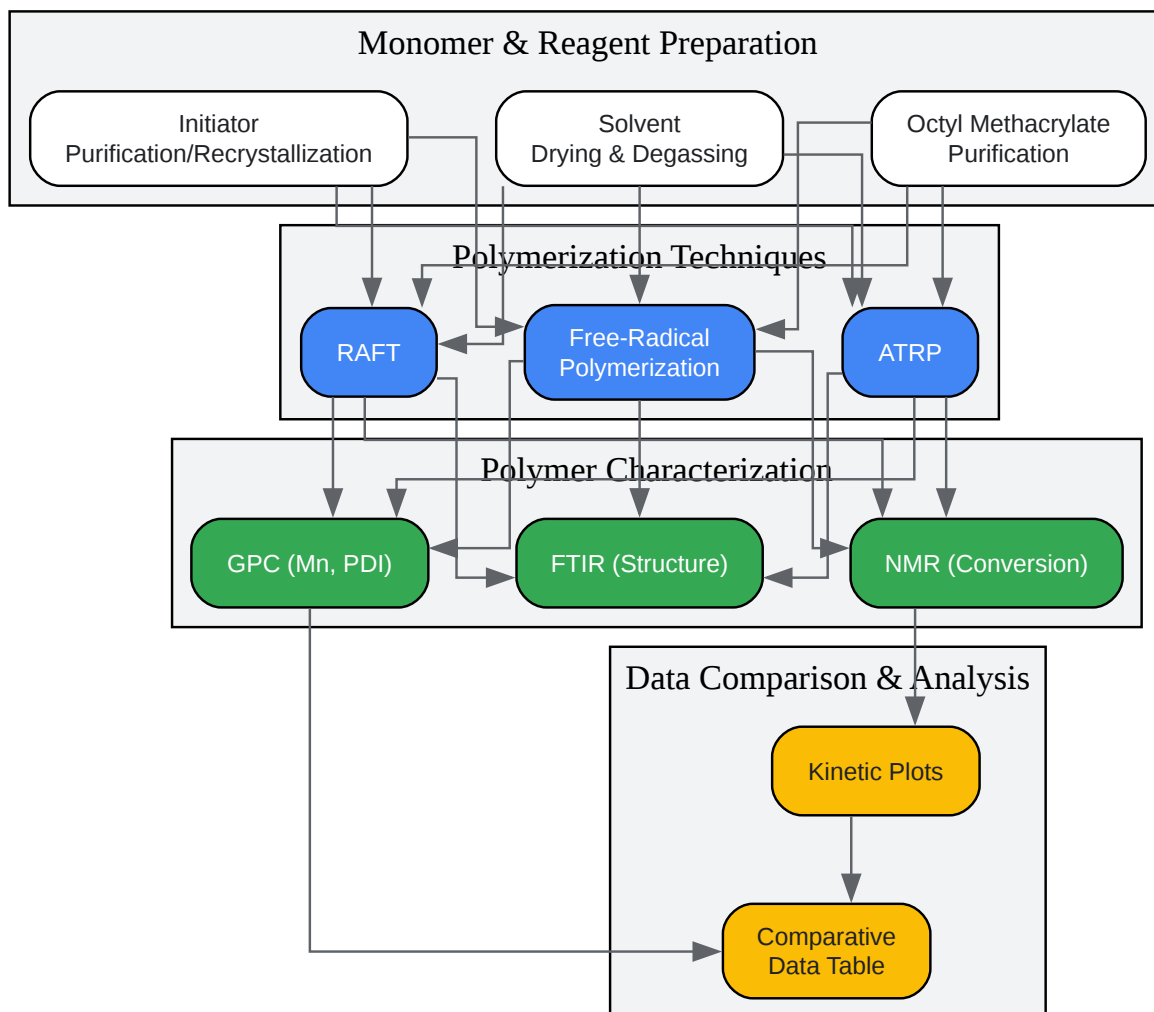 Monomer & Reagent Preparation
Initiator
Purification/Recrystallization
Solvent
Drying & Degassing
Octyl Methacrylate
Purification
Polymerization Techniques
RAFT
Free-Radical
Polymerization
ATRP
Polymer Characterization
GPC (Mn, PDI)
FTIR (Structure)
NMR (Conversion)
Data Comparison & Analysis
Kinetic Plots
Comparative
Data Table